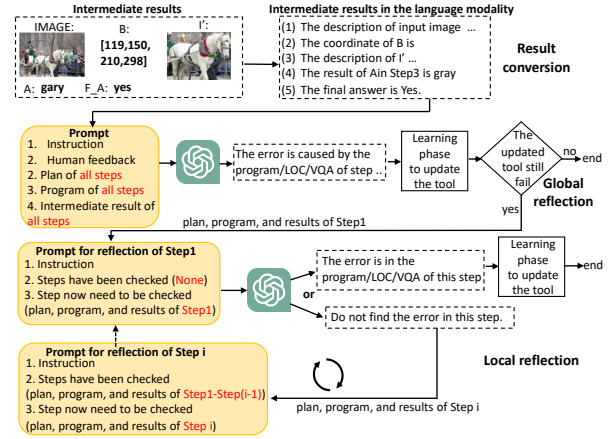 Intermediate results
IMAGE:
B:
I':
[119,150,
210,298]
A: gary
F_A: yes
Intermediate results in the language modality
(1) The description of input image ...
(2) The coordinate of B is
(3) The description of I' ...
(4) The result of Ain Step3 is gray
(5) The final answer is Yes.
Result
conversion
Prompt
1. Instruction
2. Human feedback
2. Plan of all steps
3. Program of all steps
4. Intermediate result of
all steps
The error is caused by the
program/LOC/VQA of step ..
Learning
phase
to update
the tool
The
updated
tool still
fail
no
end
Global
reflection
yes
plan, program, and results of Step1
Prompt for reflection of Step1
1. Instruction
2. Steps have been checked (None)
3. Step now need to be checked
(plan, program, and results of Step1)
The error is in the
program/LOC/VQA of this step
or
Do not find the error in this step.
Learning
phase
to update
the tool
end
Prompt for reflection of Step i
1. Instruction
2. Steps have been checked
(plan, program, and results of Step1-Step(i-1))
3. Step now need to be checked
(plan, program, and results of Step i)
Local reflection
plan, program, and results of Step i